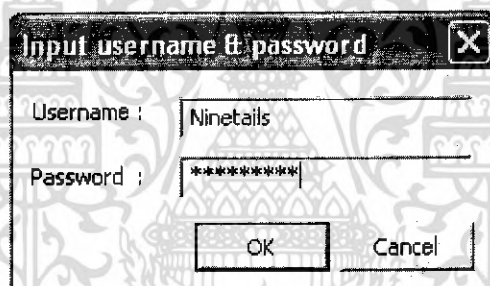 Input username & password
Username : Ninetails
Password : *********
OK Cancel